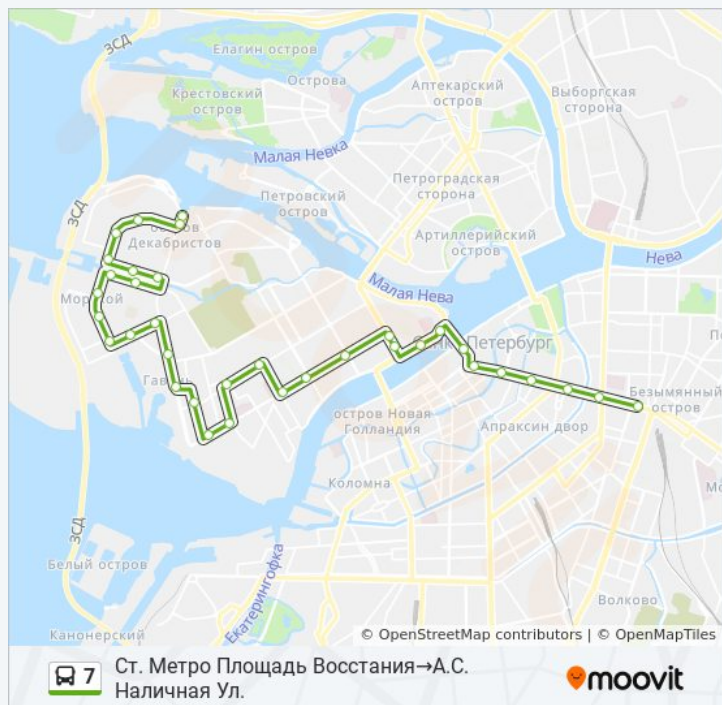 ЗСД
Елагин остров
Острова
Аптекарский
остров
Выборгская
сторона
Крестовский
остров
Малая Невка
Петроградская
сторона
Петровский
остров
ЗСД
Декабристов
Артиллерийский
остров
Нева
Малая Нева
Гавань
Безымянный
остров
остров Новая
Голландия
Апраксин двор
Коломна
ЗСД
Белый остров
Екатерингофка
Волково
Канонерский
© OpenStreetMap contributors | © OpenMapTiles
7
Ст. Метро Площадь Восстания→А.С.
Наличная Ул.
moovit